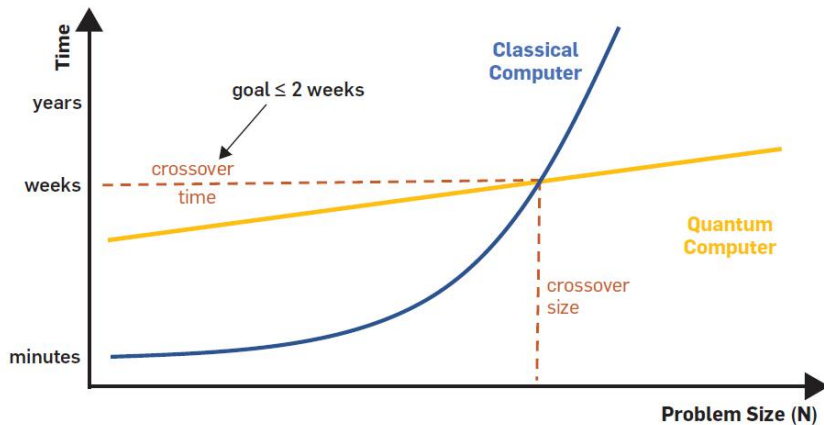 Time
years
weeks
minutes
goal ≤ 2 weeks
crossover
time
Classical
Computer
Quantum
Computer
crossover
size
Problem Size (N)